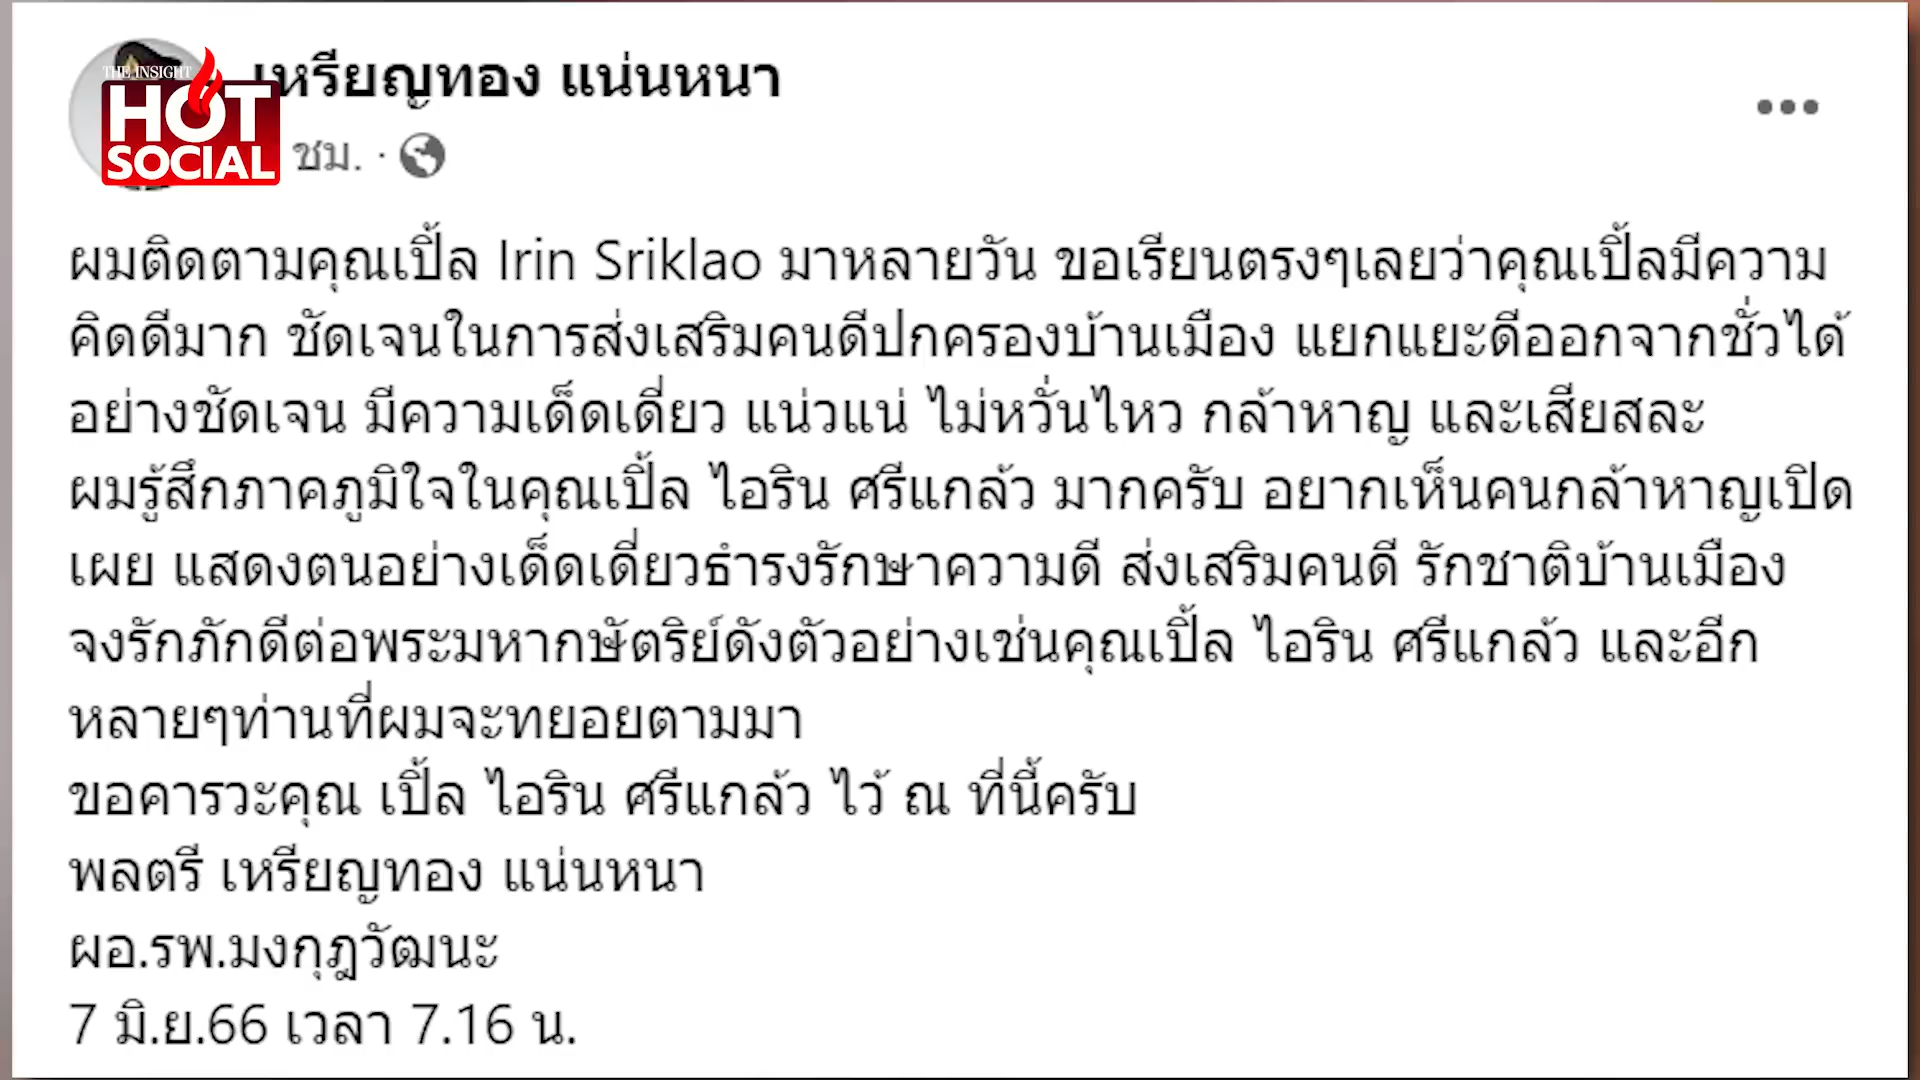 THE INSIGHT
HOT
SOCIAL
เหรียญทอง แน่นหนา
ชม. ·
ผมติดตามคุณเปิ้ล Irin Sriklao มาหลายวัน ขอเรียนตรงๆเลยว่าคุณเปิ้ลมีความ
คิดดีมาก ชัดเจนในการส่งเสริมคนดีปกครองบ้านเมือง แยกแยะดีออกจากชั่วได้
อย่างชัดเจน มีความเด็ดเดี่ยว แน่วแน่ ไม่หวั่นไหว กล้าหาญ และเสียสละ
ผมรู้สึกภาคภูมิใจในคุณเปิ้ล ไอริน ศรีแกล้ว มากครับ อยากเห็นคนกล้าหาญเปิด
เผย แสดงตนอย่างเด็ดเดี่ยวธำรงรักษาความดี ส่งเสริมคนดี รักชาติบ้านเมือง
จงรักภักดีต่อพระมหากษัตริย์ดังตัวอย่างเช่นคุณเปิ้ล ไอริน ศรีแกล้ว และอีก
หลายๆท่านที่ผมจะทยอยตามมา
ขอคารวะคุณ เปิ้ล ไอริน ศรีแกล้ว ไว้ ณ ที่นี้ครับ
พลตรี เหรียญทอง แน่นหนา
ผอ.รพ.มงกุฎวัฒนะ
7 มิ.ย.66 เวลา 7.16 น.